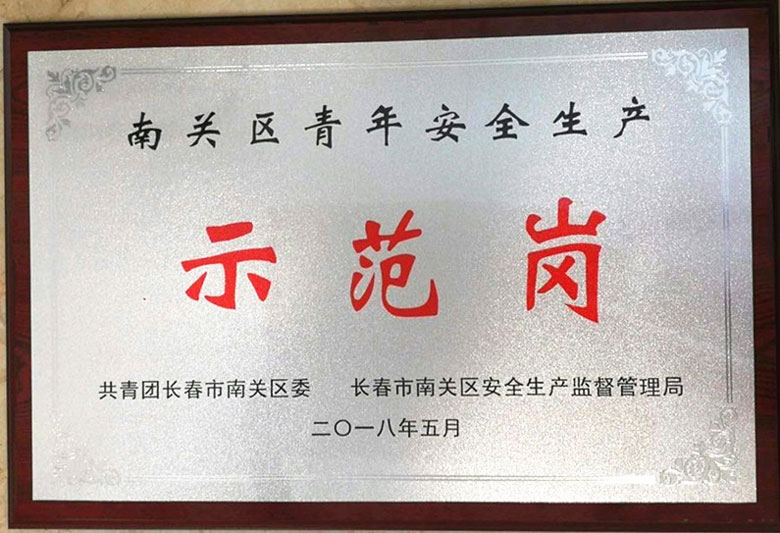 南关区青年安全生产
示范岗
共青团长春市南关区委 长春市南关区安全生产监督管理局
二〇一八年五月